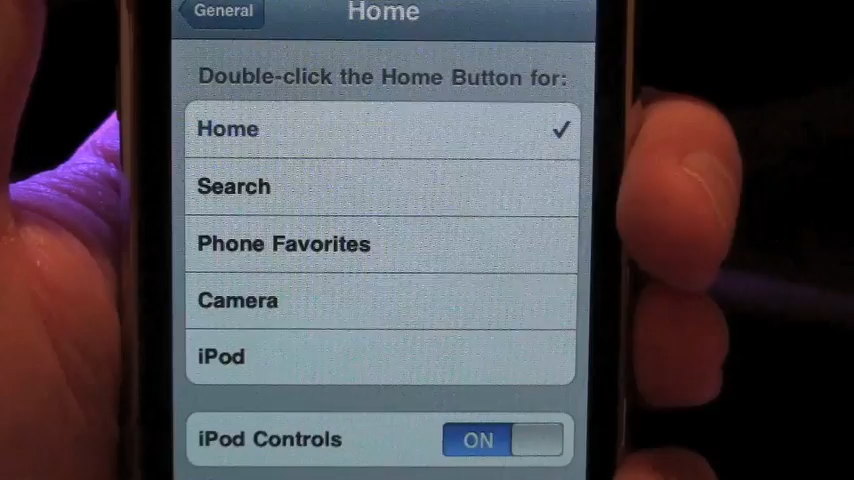 General
Home
Double-click the Home Button for:
Home
Search
Phone Favorites
Camera
iPod
iPod Controls
ON